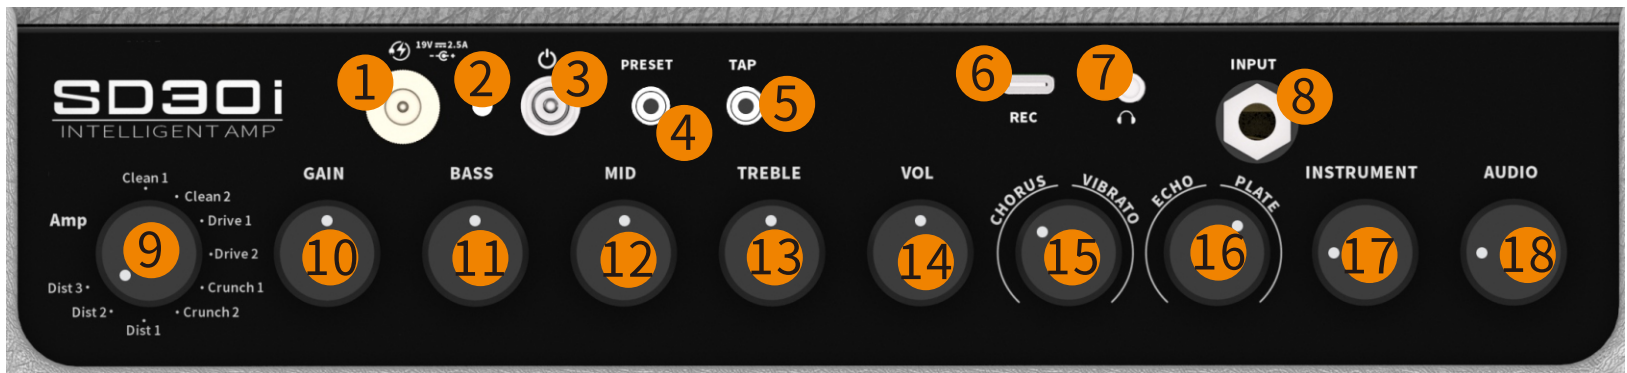 19V 2.5A
1
2
3
PRESET
4
TAP
5
6
REC
7
INPUT
8
SD30i
INTELLIGENT AMP
Amp
Clean 1
Clean 2
Drive 1
Drive 2
Crunch 1
Crunch 2
Dist 1
Dist 2
Dist 3
9
GAIN
10
BASS
11
MID
12
TREBLE
13
VOL
14
CHORUS
VIBRATO
15
ECHO
PLATE
16
INSTRUMENT
17
AUDIO
18